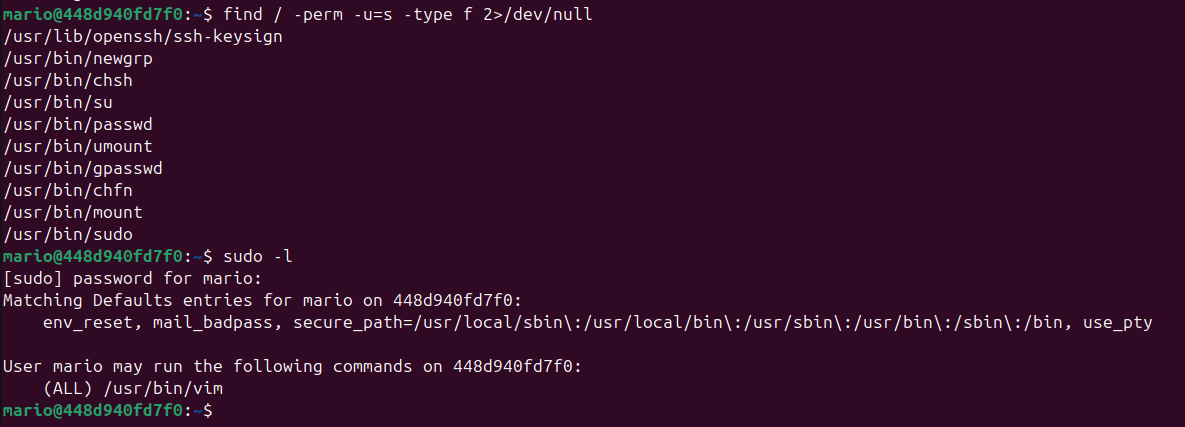 mario@448d940fd7f0:~$ find / -perm -u=s -type f 2>/dev/null
/usr/lib/openssh/ssh-keysign
/usr/bin/newgrp
/usr/bin/chsh
/usr/bin/su
/usr/bin/passwd
/usr/bin/umount
/usr/bin/gpasswd
/usr/bin/chfn
/usr/bin/mount
/usr/bin/sudo
mario@448d940fd7f0:~$ sudo -l
[sudo] password for mario:
Matching Defaults entries for mario on 448d940fd7f0:
    env_reset, mail_badpass, secure_path=/usr/local/sbin\:/usr/local/bin\:/usr/sbin\:/usr/bin\:/sbin\:/bin, use_pty

User mario may run the following commands on 448d940fd7f0:
    (ALL) /usr/bin/vim
mario@448d940fd7f0:~$